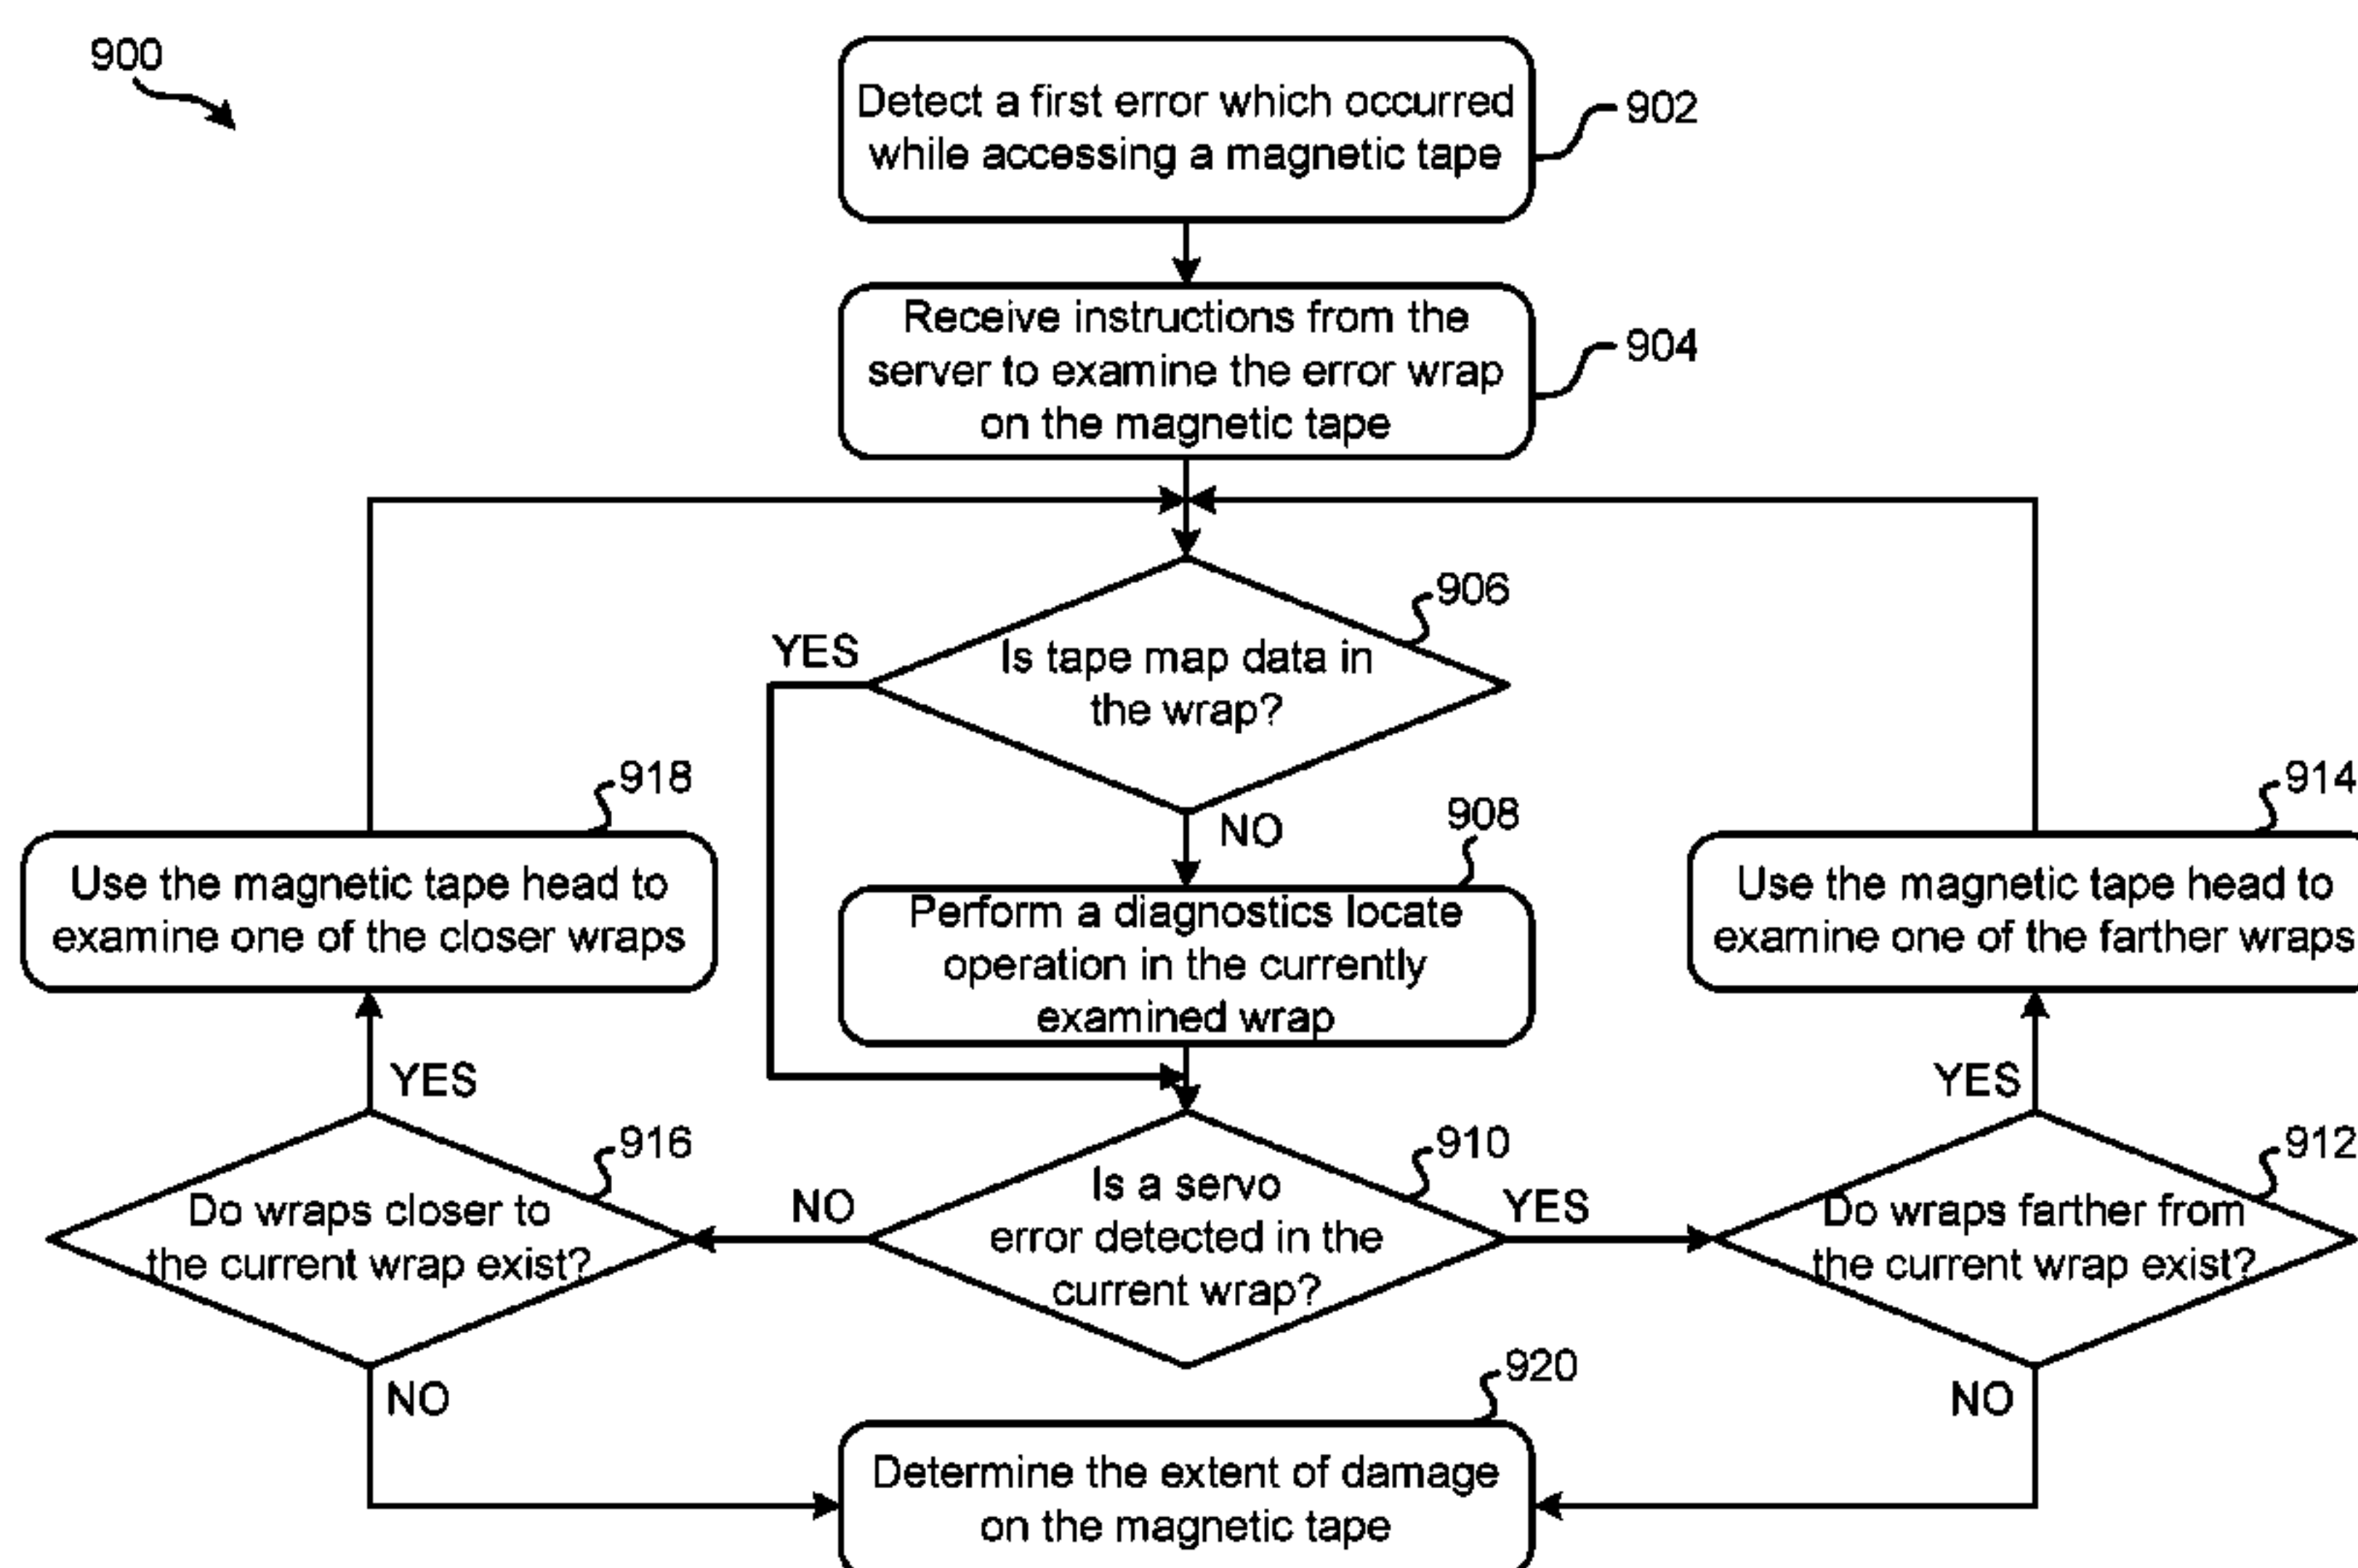 900
Detect a first error which occurred
while accessing a magnetic tape
902
Receive instructions from the
server to examine the error wrap
on the magnetic tape
904
906
YES
Is tape map data in
the wrap?
NO
918
Use the magnetic tape head to
examine one of the closer wraps
908
Perform a diagnostics locate
operation in the currently
examined wrap
914
Use the magnetic tape head to
examine one of the farther wraps
YES
YES
916
Do wraps closer to
the current wrap exist?
NO
910
Is a servo
error detected in the
current wrap?
YES
912
Do wraps farther from
the current wrap exist?
NO
NO
920
Determine the extent of damage
on the magnetic tape